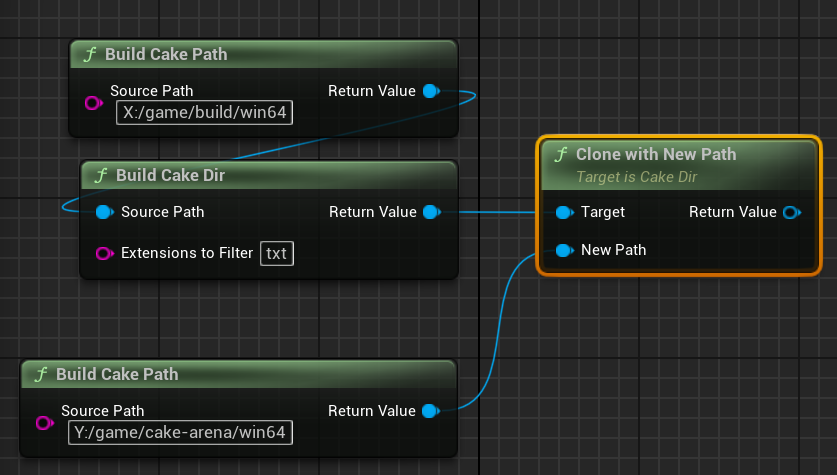 f Build Cake Path
Source Path Return Value
X:/game/build/win64
f Build Cake Dir
Source Path Return Value
Extensions to Filter txt
f Clone with New Path
Target is Cake Dir
Target Return Value
New Path
f Build Cake Path
Source Path Return Value
Y:/game/cake-arena/win64